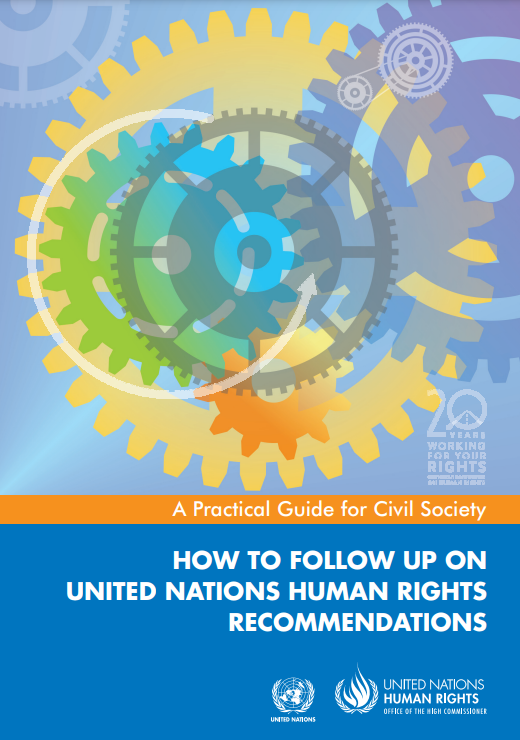 20
YEARS
WORKING
FOR YOUR
RIGHTS
A Practical Guide for Civil Society
HOW TO FOLLOW UP ON
UNITED NATIONS HUMAN RIGHTS
RECOMMENDATIONS
UNITED NATIONS
UNITED NATIONS
HUMAN RIGHTS
OFFICE OF THE HIGH COMMISSIONER